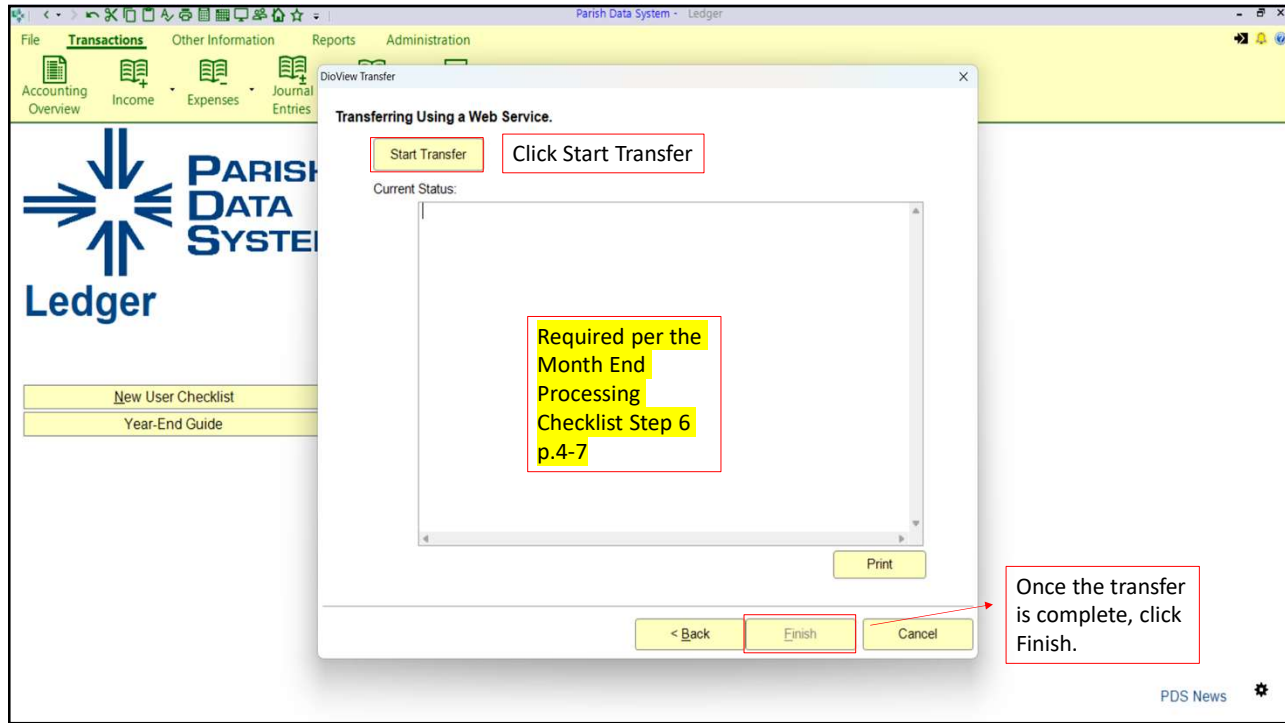 Parish Data System - Ledger
File Transactions Other Information Reports Administration
Accounting Overview
Income
Expenses
Journal Entries
DioView Transfer
Transferring Using a Web Service.
Start Transfer
Click Start Transfer
Current Status:
PARISH
DATA
SYSTE
Ledger
New User Checklist
Year-End Guide
Required per the
Month End
Processing
Checklist Step 6
p.4-7
Print
< Back
Finish
Cancel
Once the transfer
is complete, click
Finish.
PDS News